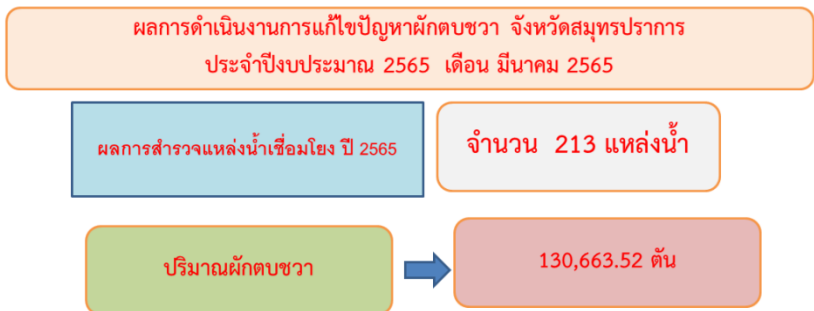 ผลการดำเนินงานการแก้ไขปัญหาผักตบชวา จังหวัดสมุทรปราการ
ประจำปีงบประมาณ 2565 เดือน มีนาคม 2565
ผลการสำรวจแหล่งน้ำเชื่อมโยง ปี 2565
จำนวน 213 แหล่งน้ำ
ปริมาณผักตบชวา
130,663.52 ตัน